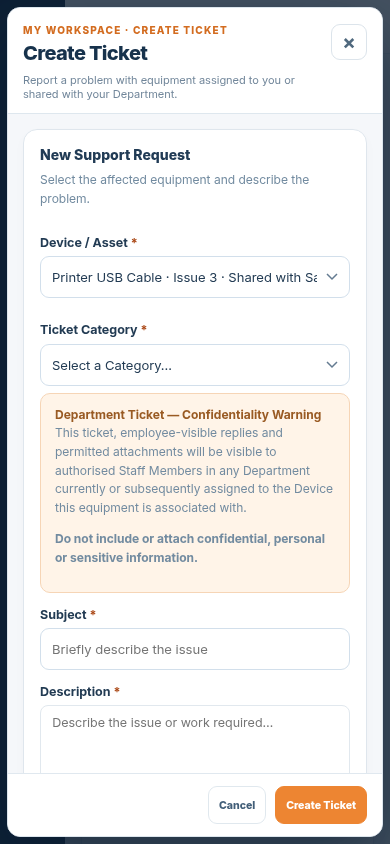 MY WORKSPACE · CREATE TICKET
Create Ticket
Report a problem with equipment assigned to you or
shared with your Department.
×
New Support Request
Select the affected equipment and describe the
problem.
Device / Asset *
Printer USB Cable · Issue 3 · Shared with Sa
Ticket Category *
Select a Category...
Department Ticket — Confidentiality Warning
This ticket, employee-visible replies and
permitted attachments will be visible to
authorised Staff Members in any Department
currently or subsequently assigned to the Device
this equipment is associated with.
Do not include or attach confidential, personal
or sensitive information.
Subject *
Briefly describe the issue
Description *
Describe the issue or work required...
Cancel
Create Ticket